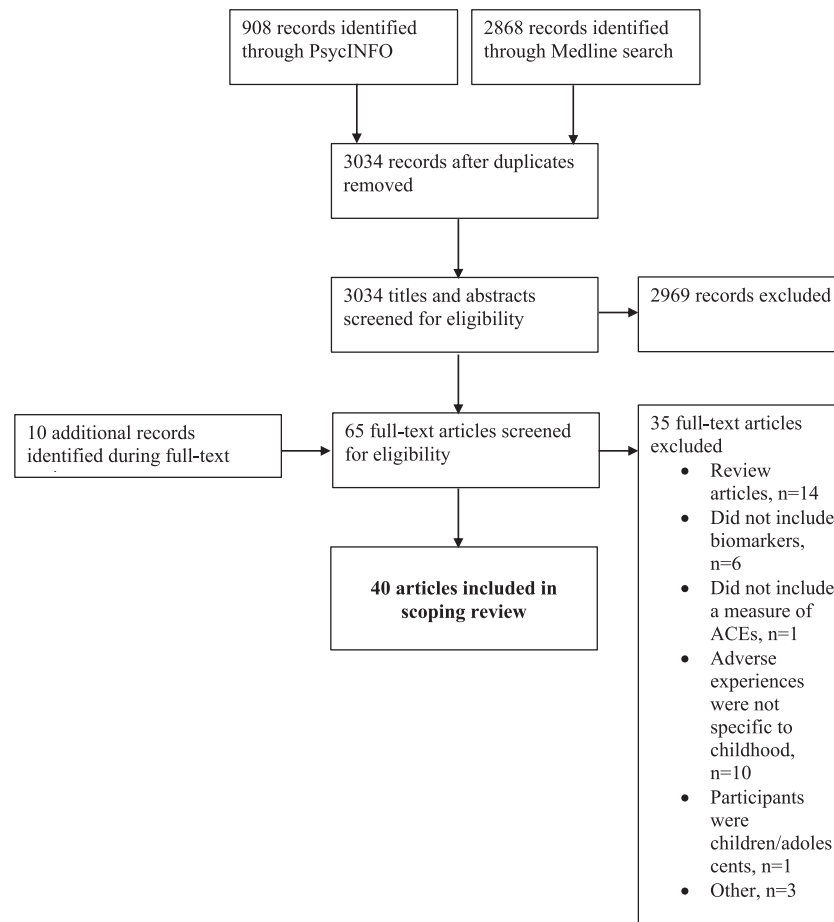 908 records identified
through PsycINFO
2868 records identified
through Medline search
3034 records after duplicates
removed
3034 titles and abstracts
screened for eligibility
2969 records excluded
10 additional records
identified during full-text
65 full-text articles screened
for eligibility
35 full-text articles
excluded
• Review
articles, n=14
• Did not include
biomarkers,
n=6
• Did not include
a measure of
ACEs, n=1
• Adverse
experiences
were not
specific to
childhood,
n=10
• Participants
were
children/adoles
cents, n=1
• Other, n=3
40 articles included in
scoping review